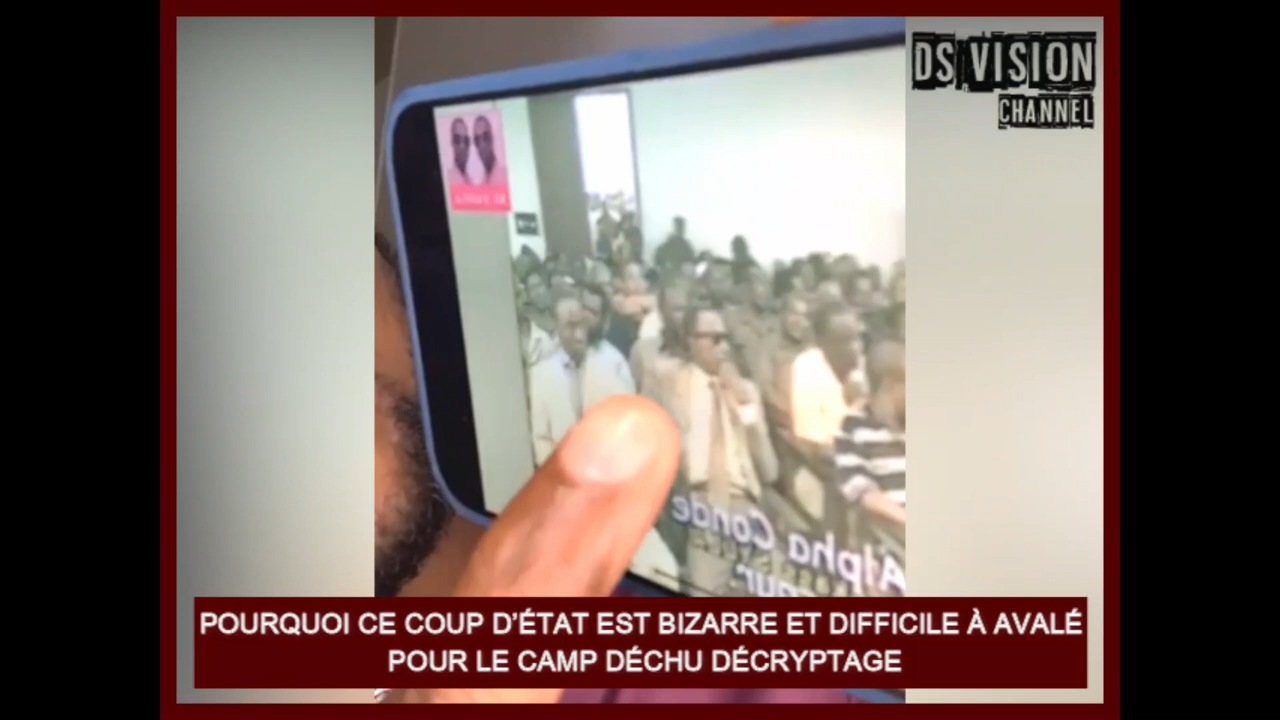 DS VISION
CHANNEL
Alpha Conde
POURQUOI CE COUP D'ÉTAT EST BIZARRE ET DIFFICILE À AVALÉ
POUR LE CAMP DÉCHU DÉCRYPTAGE